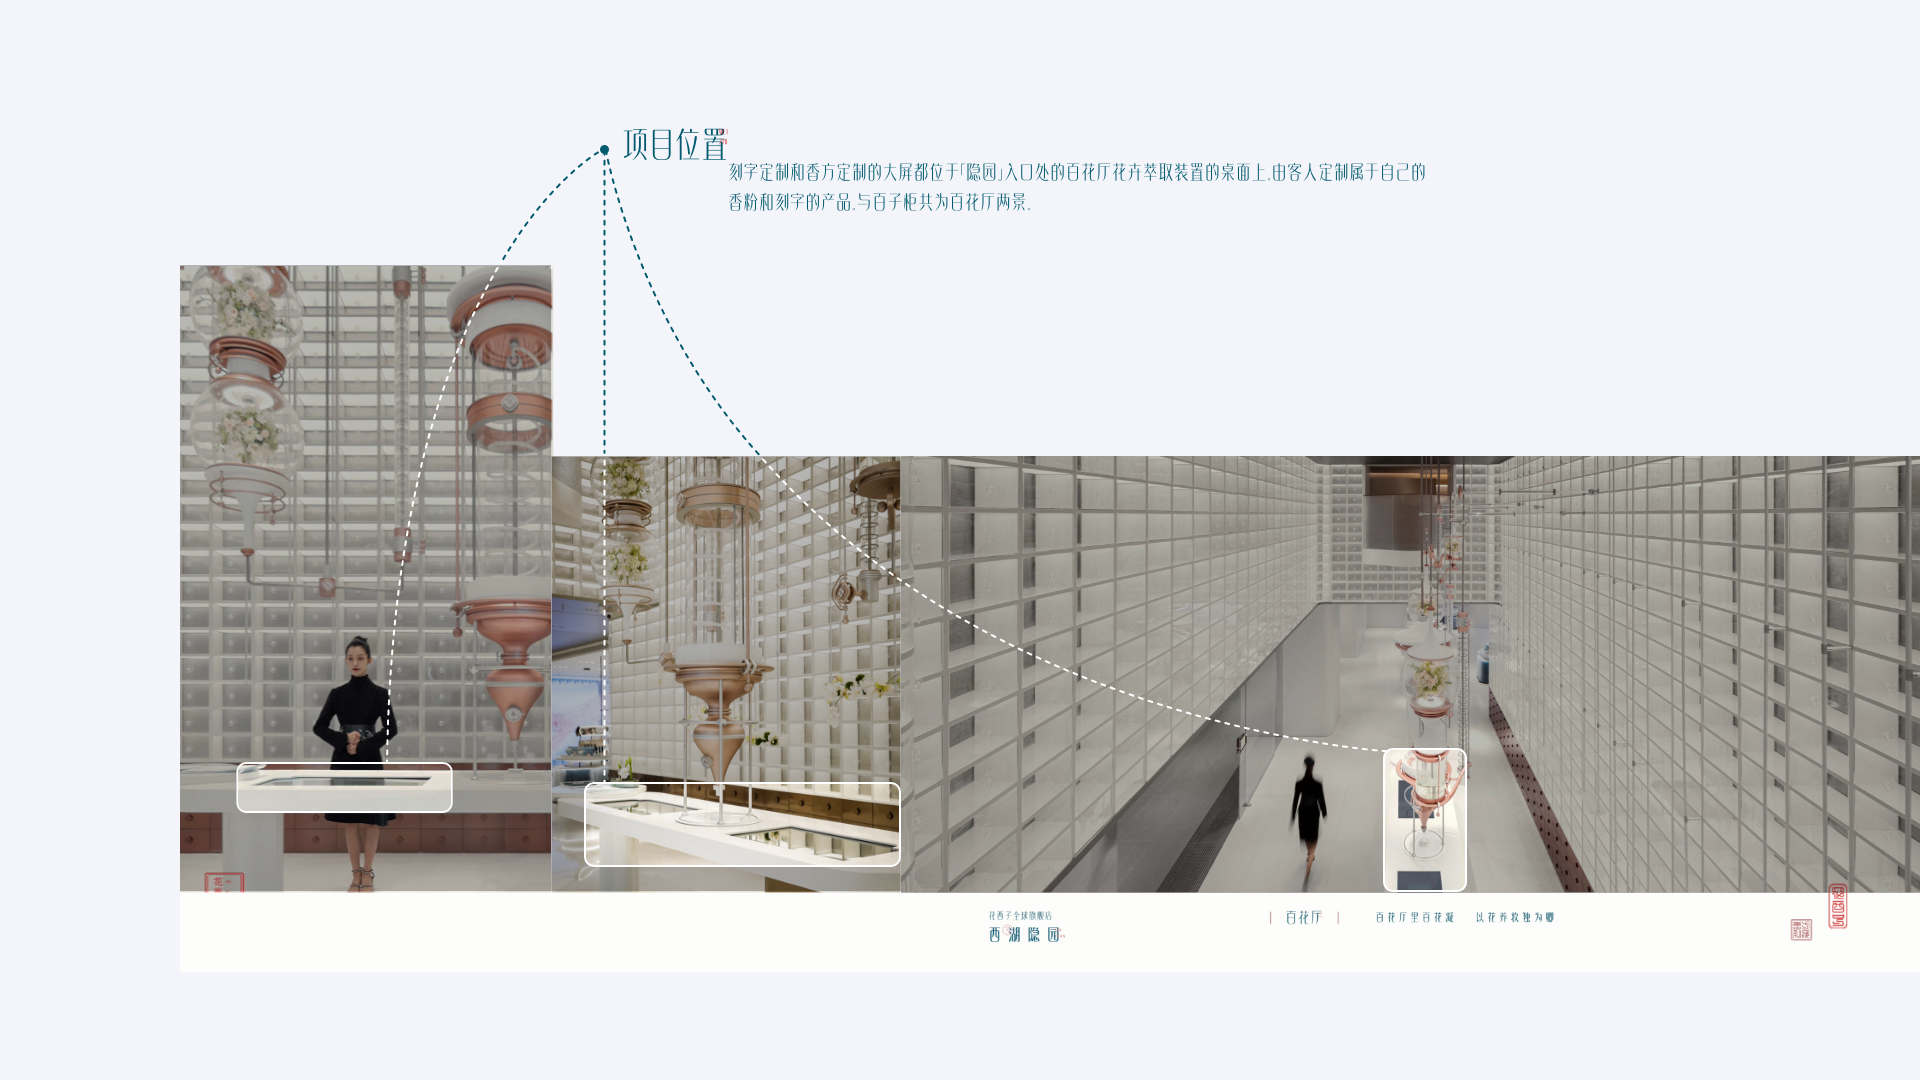 项目位置
刻字定制和香方定制的大屏都位于「隐园」入口处的百花厅花卉萃取装置的桌面上.由客人定制属于自己的
香粉和刻字的产品.与百子柜共为百花厅两景.
花西子全球旗舰店
西湖隐园
百花厅
百花厅里百花凝 以花养妆独为卿